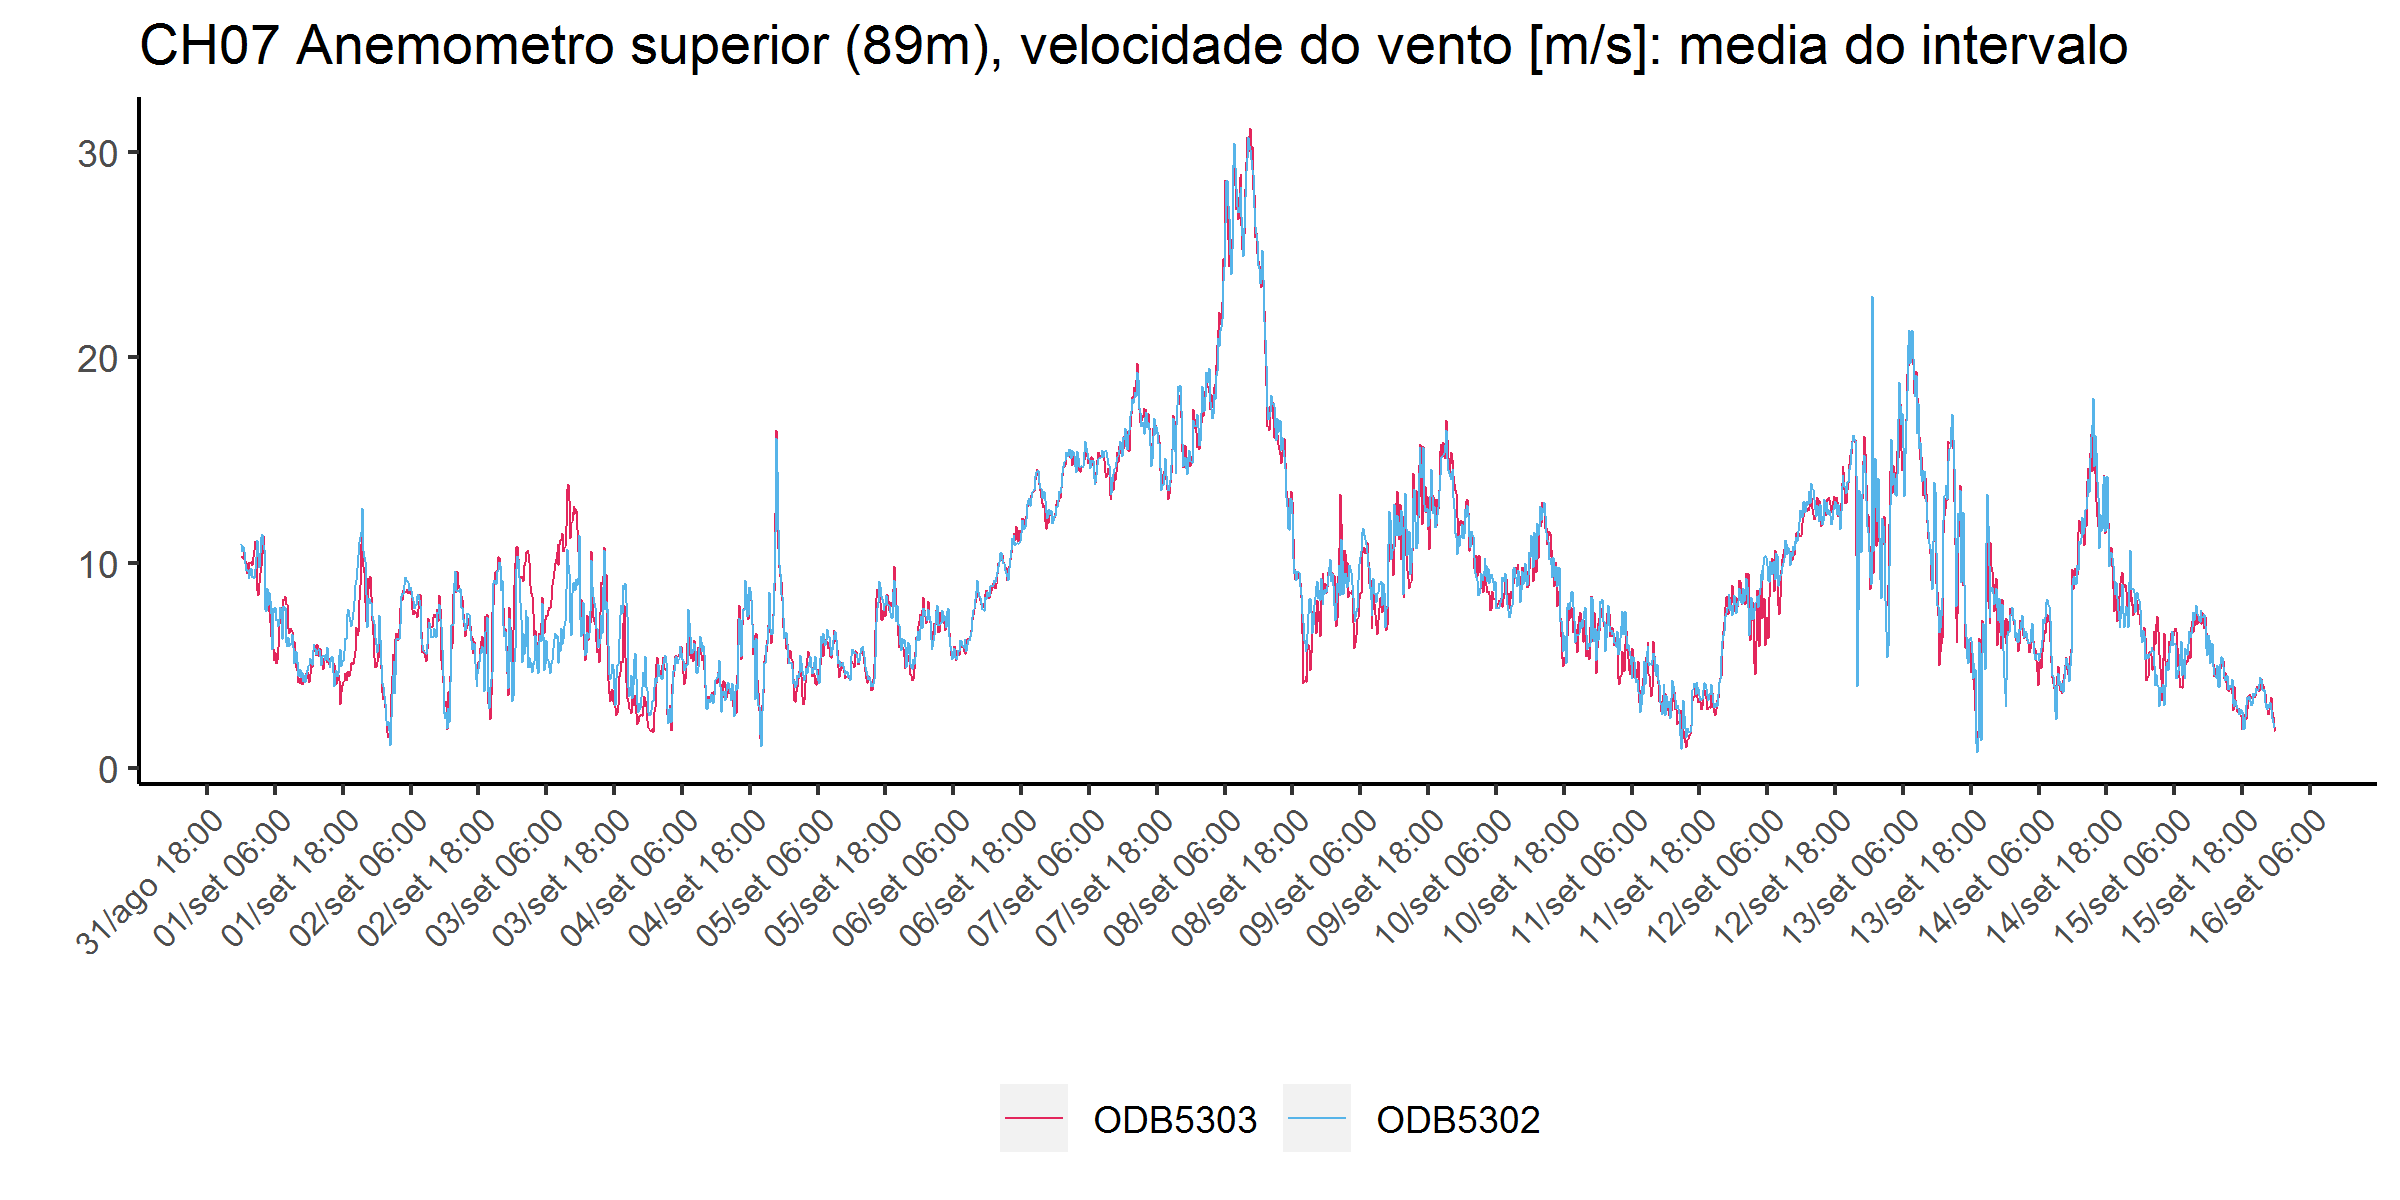 CH07 Anemometro superior (89m), velocidade do vento [m/s]: media do intervalo
30
20
10
0
31/ago 18:00
01/set 06:00
01/set 18:00
02/set 06:00
02/set 18:00
03/set 06:00
03/set 18:00
04/set 06:00
04/set 18:00
05/set 06:00
05/set 18:00
06/set 06:00
06/set 18:00
07/set 06:00
07/set 18:00
08/set 06:00
08/set 18:00
09/set 06:00
09/set 18:00
10/set 06:00
10/set 18:00
11/set 06:00
11/set 18:00
12/set 06:00
12/set 18:00
13/set 06:00
13/set 18:00
14/set 06:00
14/set 18:00
15/set 06:00
15/set 18:00
16/set 06:00
ODB5303
ODB5302